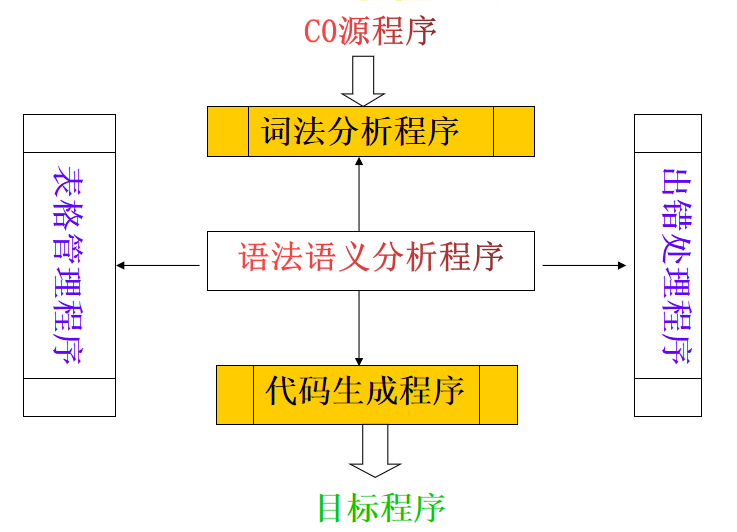 CO源程序
词法分析程序
表格管理程序
语法语义分析程序
出错处理程序
代码生成程序
目标程序